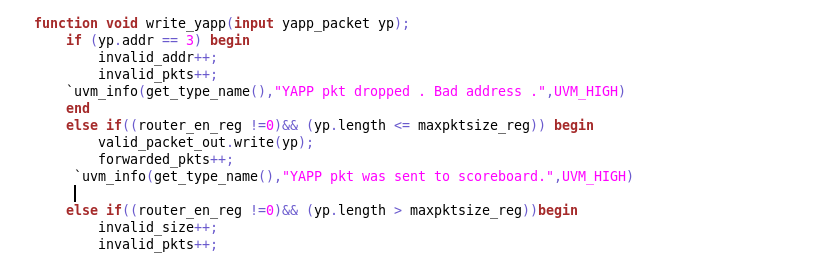 function void write_yapp(input yapp_packet yp);
if (yp.addr == 3) begin
invalid_addr++;
invalid_pkts++;
`uvm_info(get_type_name(),"YAPP pkt dropped . Bad address .",UVM_HIGH)
end
else if((router_en_reg !=0)&& (yp.length <= maxpktsize_reg)) begin
valid_packet_out.write(yp);
forwarded_pkts++;
`uvm_info(get_type_name(),"YAPP pkt was sent to scoreboard.",UVM_HIGH)
else if((router_en_reg !=0)&& (yp.length > maxpktsize_reg))begin
invalid_size++;
invalid_pkts++;